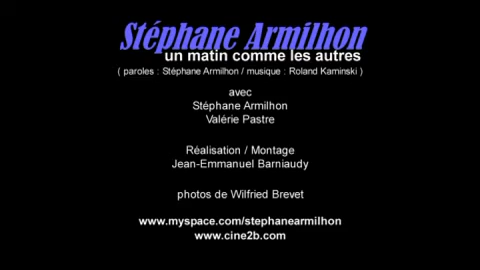 Stéphane Armilhon
un matin comme les autres
( paroles : Stéphane Armilhon / musique : Roland Kaminski )
avec
Stéphane Armilhon
Valérie Pastre
Réalisation / Montage
Jean-Emmanuel Barniaudy
photos de Wilfried Brevet
www.myspace.com/stephanearmilhon
www.cine2b.com